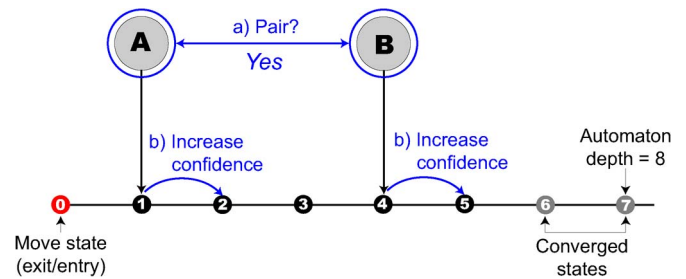 a) Pair?
A
B
Yes
b) Increase
confidence
b) Increase
confidence
Automaton
depth = 8
0 1 2 3 4 5 6 7
Move state
(exit/entry)
Converged
states